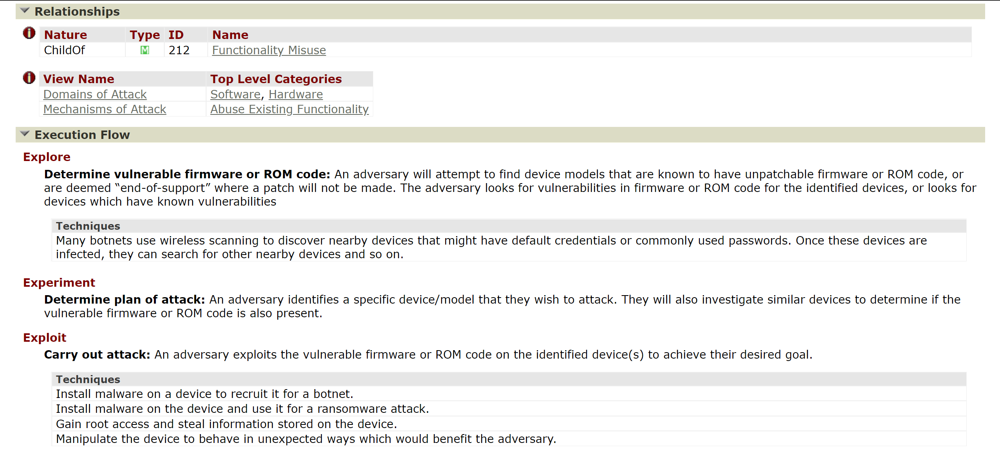 Relationships
Nature Type ID Name
ChildOf M 212 Functionality Misuse
View Name Top Level Categories
Domains of Attack Software, Hardware
Mechanisms of Attack Abuse Existing Functionality
Execution Flow
Explore
Determine vulnerable firmware or ROM code: An adversary will attempt to find device models that are known to have unpatchable firmware or ROM code, or
are deemed “end-of-support” where a patch will not be made. The adversary looks for vulnerabilities in firmware or ROM code for the identified devices, or looks for
devices which have known vulnerabilities
Techniques
Many botnets use wireless scanning to discover nearby devices that might have default credentials or commonly used passwords. Once these devices are
infected, they can search for other nearby devices and so on.
Experiment
Determine plan of attack: An adversary identifies a specific device/model that they wish to attack. They will also investigate similar devices to determine if the
vulnerable firmware or ROM code is also present.
Exploit
Carry out attack: An adversary exploits the vulnerable firmware or ROM code on the identified device(s) to achieve their desired goal.
Techniques
Install malware on a device to recruit it for a botnet.
Install malware on the device and use it for a ransomware attack.
Gain root access and steal information stored on the device.
Manipulate the device to behave in unexpected ways which would benefit the adversary.